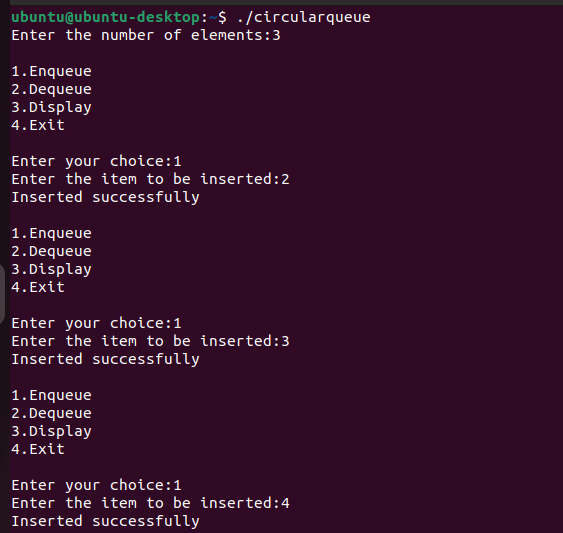 ubuntu@ubuntu-desktop:~$ ./circularqueue
Enter the number of elements:3
1.Enqueue
2.Dequeue
3.Display
4.Exit
Enter your choice:1
Enter the item to be inserted:2
Inserted successfully
1.Enqueue
2.Dequeue
3.Display
4.Exit
Enter your choice:1
Enter the item to be inserted:3
Inserted successfully
1.Enqueue
2.Dequeue
3.Display
4.Exit
Enter your choice:1
Enter the item to be inserted:4
Inserted successfully